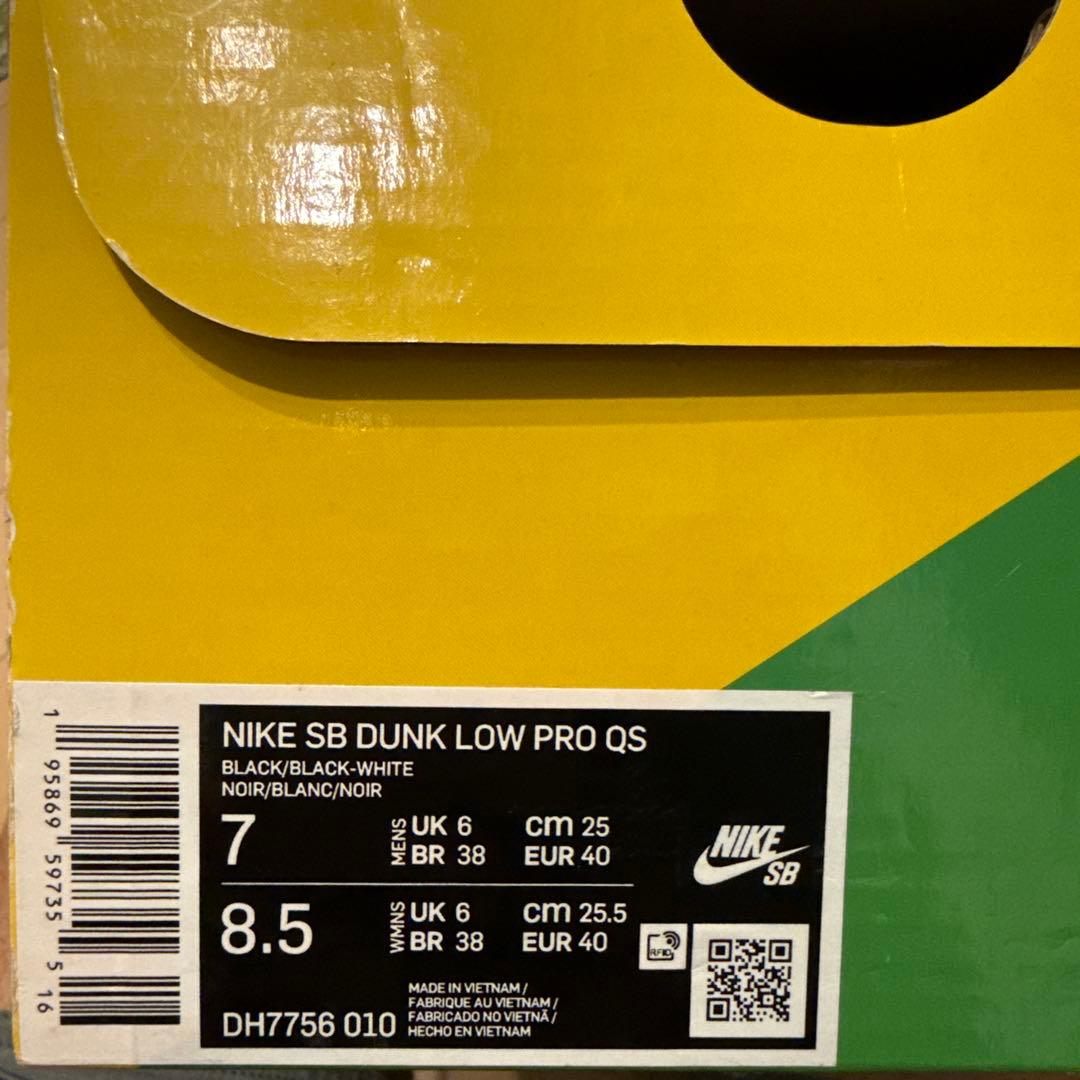 NIKE SB DUNK LOW PRO QS
BLACK/BLACK-WHITE
NOIR/BLANC/NOIR
7 MENS UK 6 cm 25
BR 38 EUR 40
8.5 WMNS UK 6 cm 25.5
BR 38 EUR 40
NIKE
SB
RFID
MADE IN VIETNAM /
FABRIQUE AU VIETNAM /
FABRICADO NO VIETNÃ /
HECHO EN VIETNAM
DH7756 010
1 95869 59735 5 16